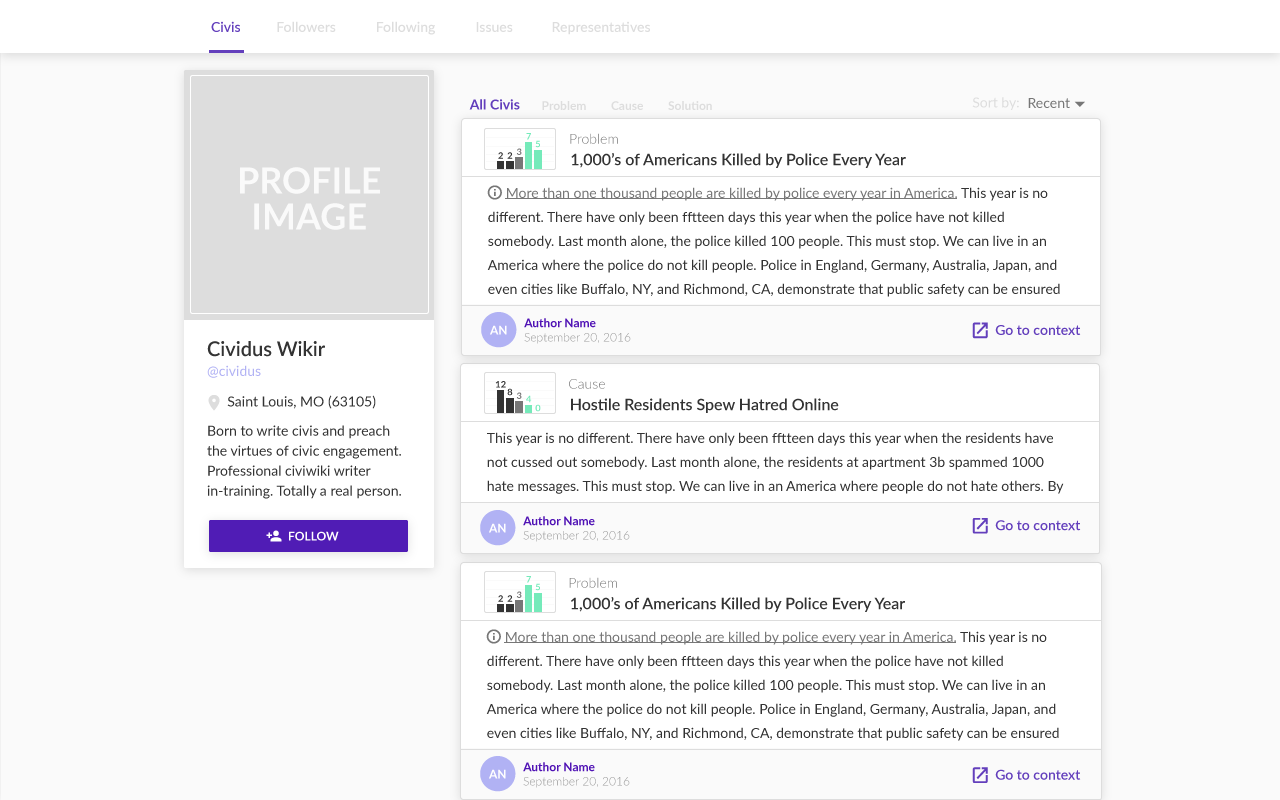 Civis Followers Following Issues Representatives
PROFILE
IMAGE
Cividus Wikir
@cividus
Saint Louis, MO (63105)
Born to write civis and preach
the virtues of civic engagement.
Professional civiwiki writer
in-training. Totally a real person.
FOLLOW
All Civis Problem Cause Solution
Sort by: Recent
2 2 3 7 5
Problem
1,000’s of Americans Killed by Police Every Year
More than one thousand people are killed by police every year in America. This year is no
different. There have only been fftteen days this year when the police have not killed
somebody. Last month alone, the police killed 100 people. This must stop. We can live in an
America where the police do not kill people. Police in England, Germany, Australia, Japan, and
even cities like Buffalo, NY, and Richmond, CA, demonstrate that public safety can be ensured
AN
Author Name
September 20, 2016
Go to context
12 8 3 4 0
Cause
Hostile Residents Spew Hatred Online
This year is no different. There have only been fftteen days this year when the residents have
not cussed out somebody. Last month alone, the residents at apartment 3b spammed 1000
hate messages. This must stop. We can live in an America where people do not hate others. By
AN
Author Name
September 20, 2016
Go to context
2 2 3 7 5
Problem
1,000’s of Americans Killed by Police Every Year
More than one thousand people are killed by police every year in America. This year is no
different. There have only been fftteen days this year when the police have not killed
somebody. Last month alone, the police killed 100 people. This must stop. We can live in an
America where the police do not kill people. Police in England, Germany, Australia, Japan, and
even cities like Buffalo, NY, and Richmond, CA, demonstrate that public safety can be ensured
AN
Author Name
September 20, 2016
Go to context